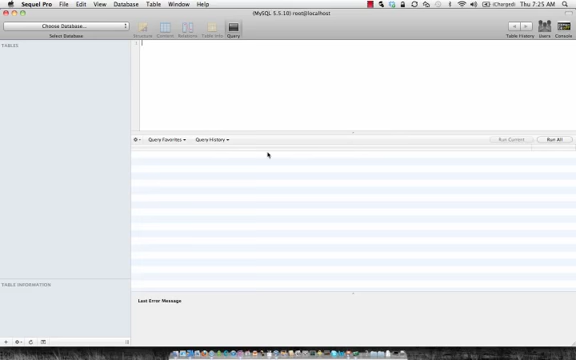 Sequel Pro File Edit View Database Table Window Help (Charged) Thu 7:25 AM
(MySQL 5.5.10) root@localhost
Choose Database...
Select Database
Structure Content Relations Table Info Query
Table History Users Console
TABLES
1
Query Favorites Query History Run Current Run All
TABLE INFORMATION
Last Error Message